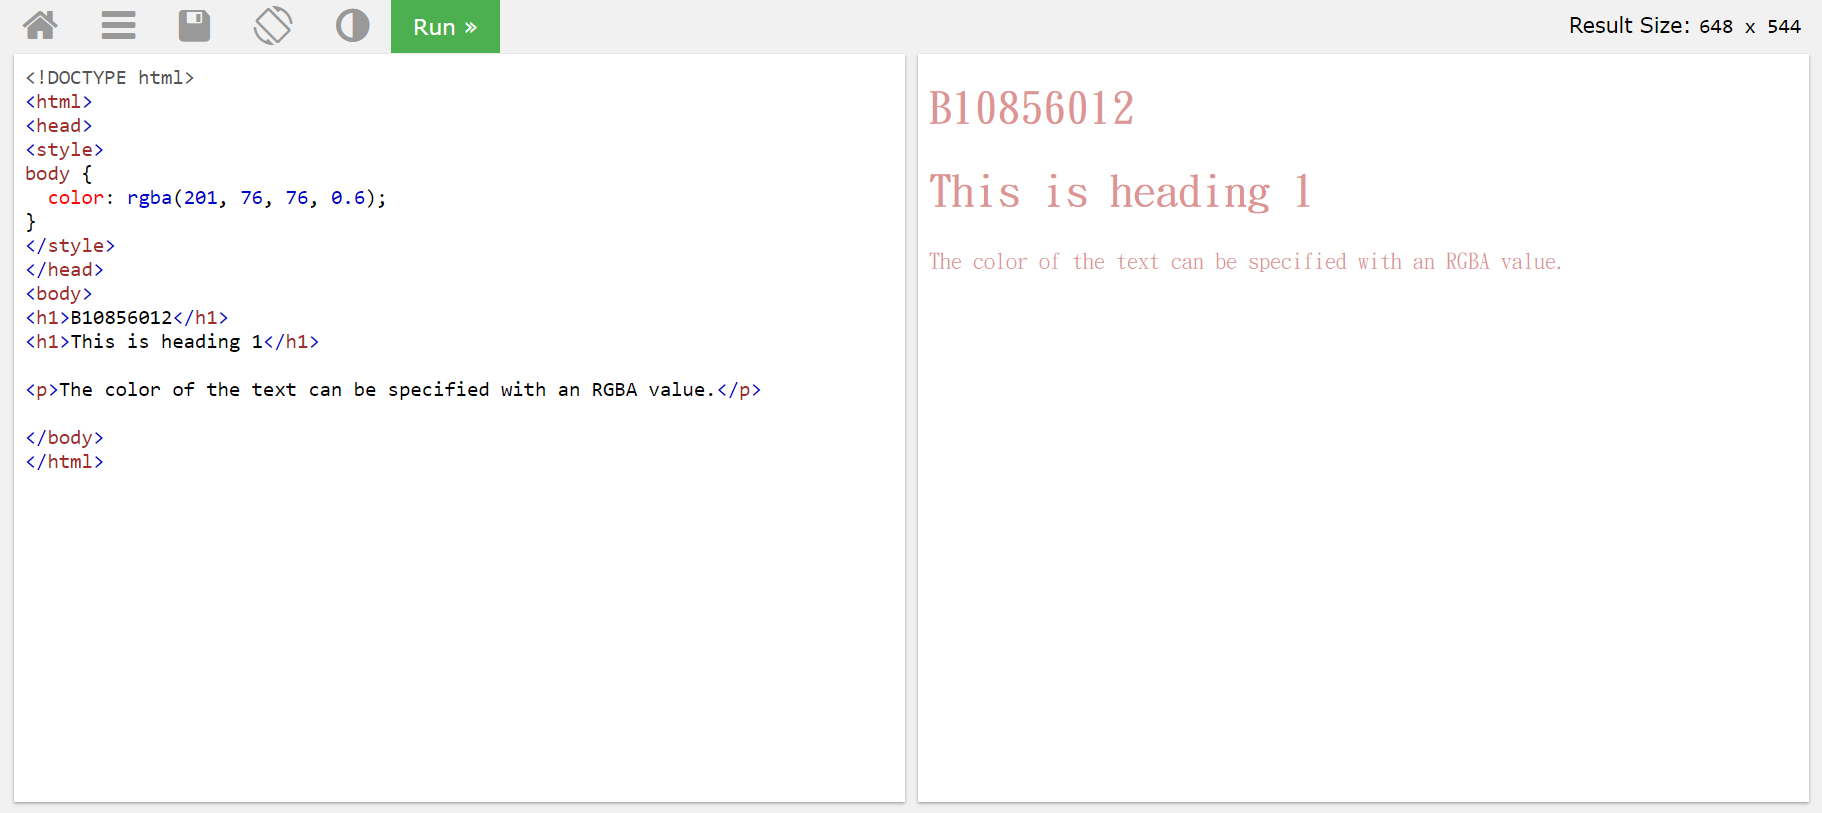 Run »
Result Size: 648 x 544
<!DOCTYPE html>
<html>
<head>
<style>
body {
  color: rgba(201, 76, 76, 0.6);
}
</style>
</head>
<body>
<h1>B10856012</h1>
<h1>This is heading 1</h1>
<p>The color of the text can be specified with an RGBA value.</p>
</body>
</html>
B10856012
This is heading 1
The color of the text can be specified with an RGBA value.